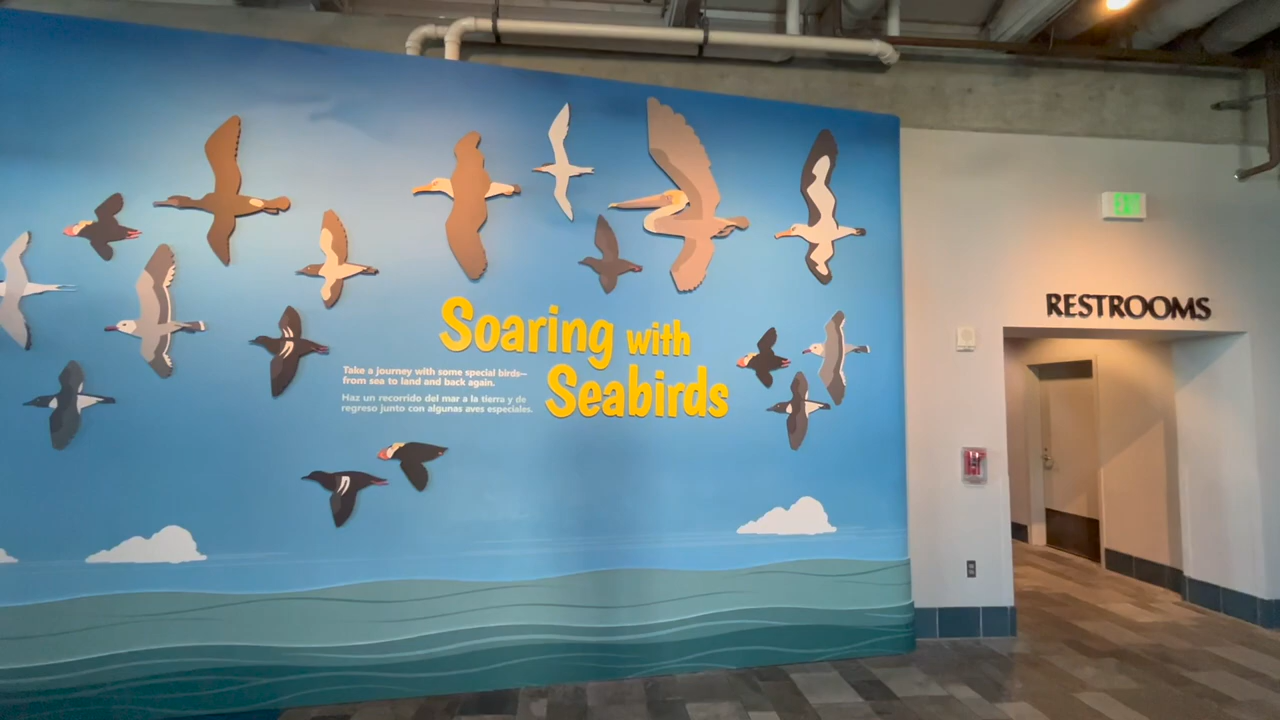 Soaring with
Seabirds
Take a journey with some special birds—
from sea to land and back again.
Haz un recorrido del mar a la tierra y de
regreso junto con algunas aves especiales.
RESTROOMS